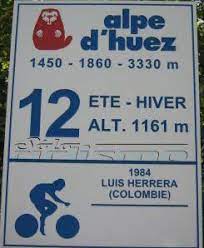 alpe
d'huez
1450 - 1860 - 3330 m
12
ETE - HIVER
ALT. 1161 m
1984
LUIS HERRERA
(COLOMBIE)